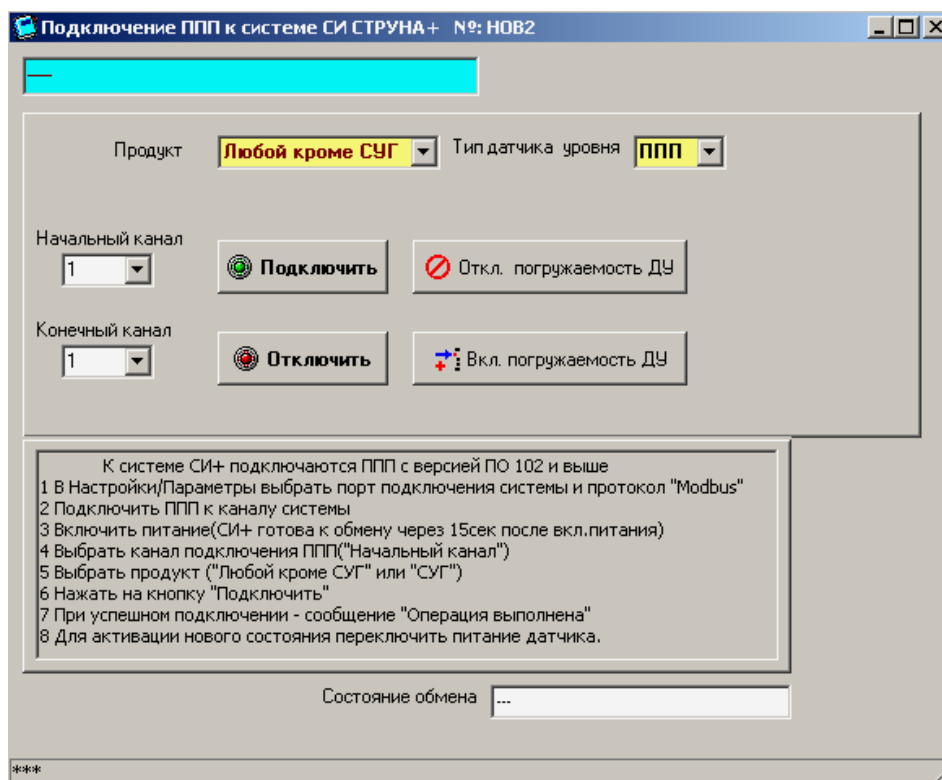 Подключение ППП к системе СИ СТРУНА+ №: НОВ2
---
Продукт
Любой кроме СУГ
Тип датчика уровня
ППП
Начальный канал
1
Подключить
Откл. погружаемость ДУ
Конечный канал
1
Отключить
Вкл. погружаемость ДУ
К системе СИ+ подключаются ППП с версией ПО 102 и выше
1 В Настройки/Параметры выбрать порт подключения системы и протокол "Modbus"
2 Подключить ППП к каналу системы
3 Включить питание(СИ+ готова к обмену через 15сек после вкл.питания)
4 Выбрать канал подключения ППП("Начальный канал")
5 Выбрать продукт ("Любой кроме СУГ" или "СУГ")
6 Нажать на кнопку "Подключить"
7 При успешном подключении - сообщение "Операция выполнена"
8 Для активации нового состояния переключить питание датчика.
Состояние обмена
---
***